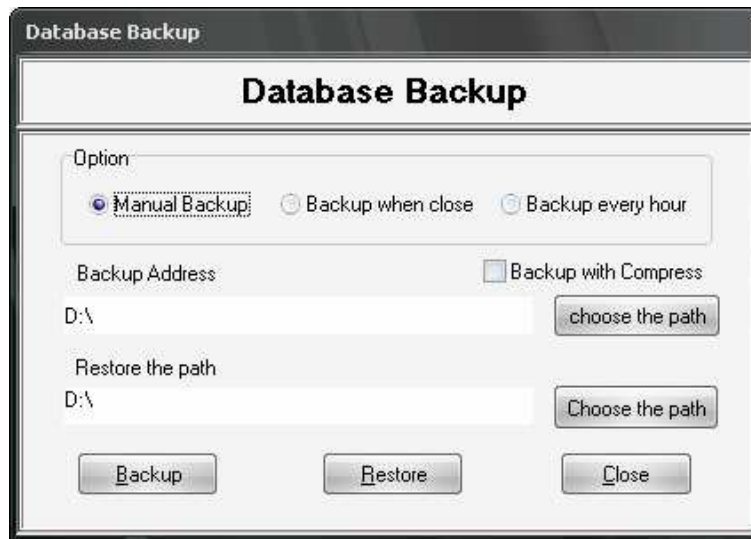 Database Backup
Database Backup
Option
Manual Backup Backup when close Backup every hour
Backup Address Backup with Compress
D:\ choose the path
Restore the path
D:\ Choose the path
Backup Restore Close